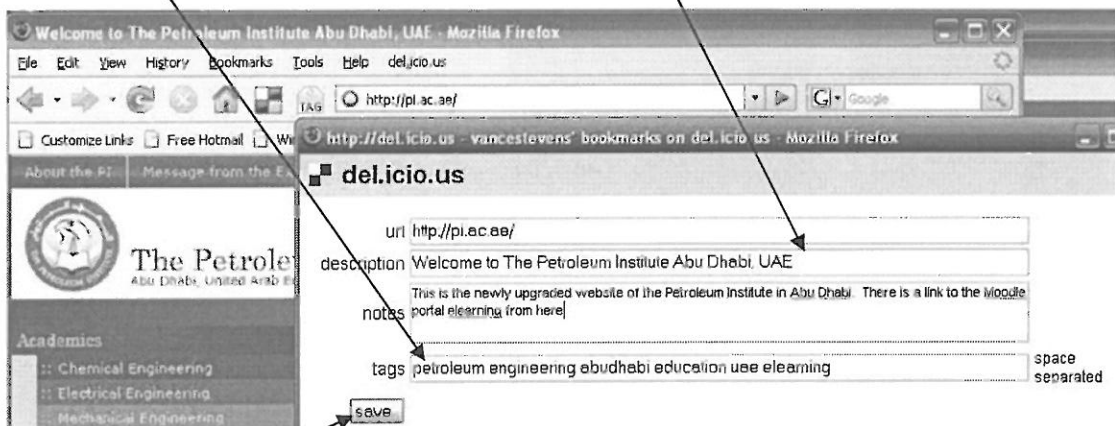 Welcome to The Petroleum Institute Abu Dhabi, UAE - Mozilla Firefox
File Edit View History Bookmarks Tools Help del.icio.us
TAG http://pi.ac.ae/ G Google
Customize Links Free Hotmail
http://del.icio.us - vancestevens' bookmarks on del.icio.us - Mozilla Firefox
About the PI Message from the
del.icio.us
url http://pi.ac.ae/
The Petrole
Abu Dhabi, United Arab
description Welcome to The Petroleum Institute Abu Dhabi, UAE
notes This is the newly upgraded website of the Petroleum Institute in Abu Dhabi. There is a link to the Moodle
portal elearning from here
Academics
:: Chemical Engineering
tags petroleum engineering abudhabi education uae elearning
space
separated
:: Electrical Engineering
:: Mechanical Engineering
save